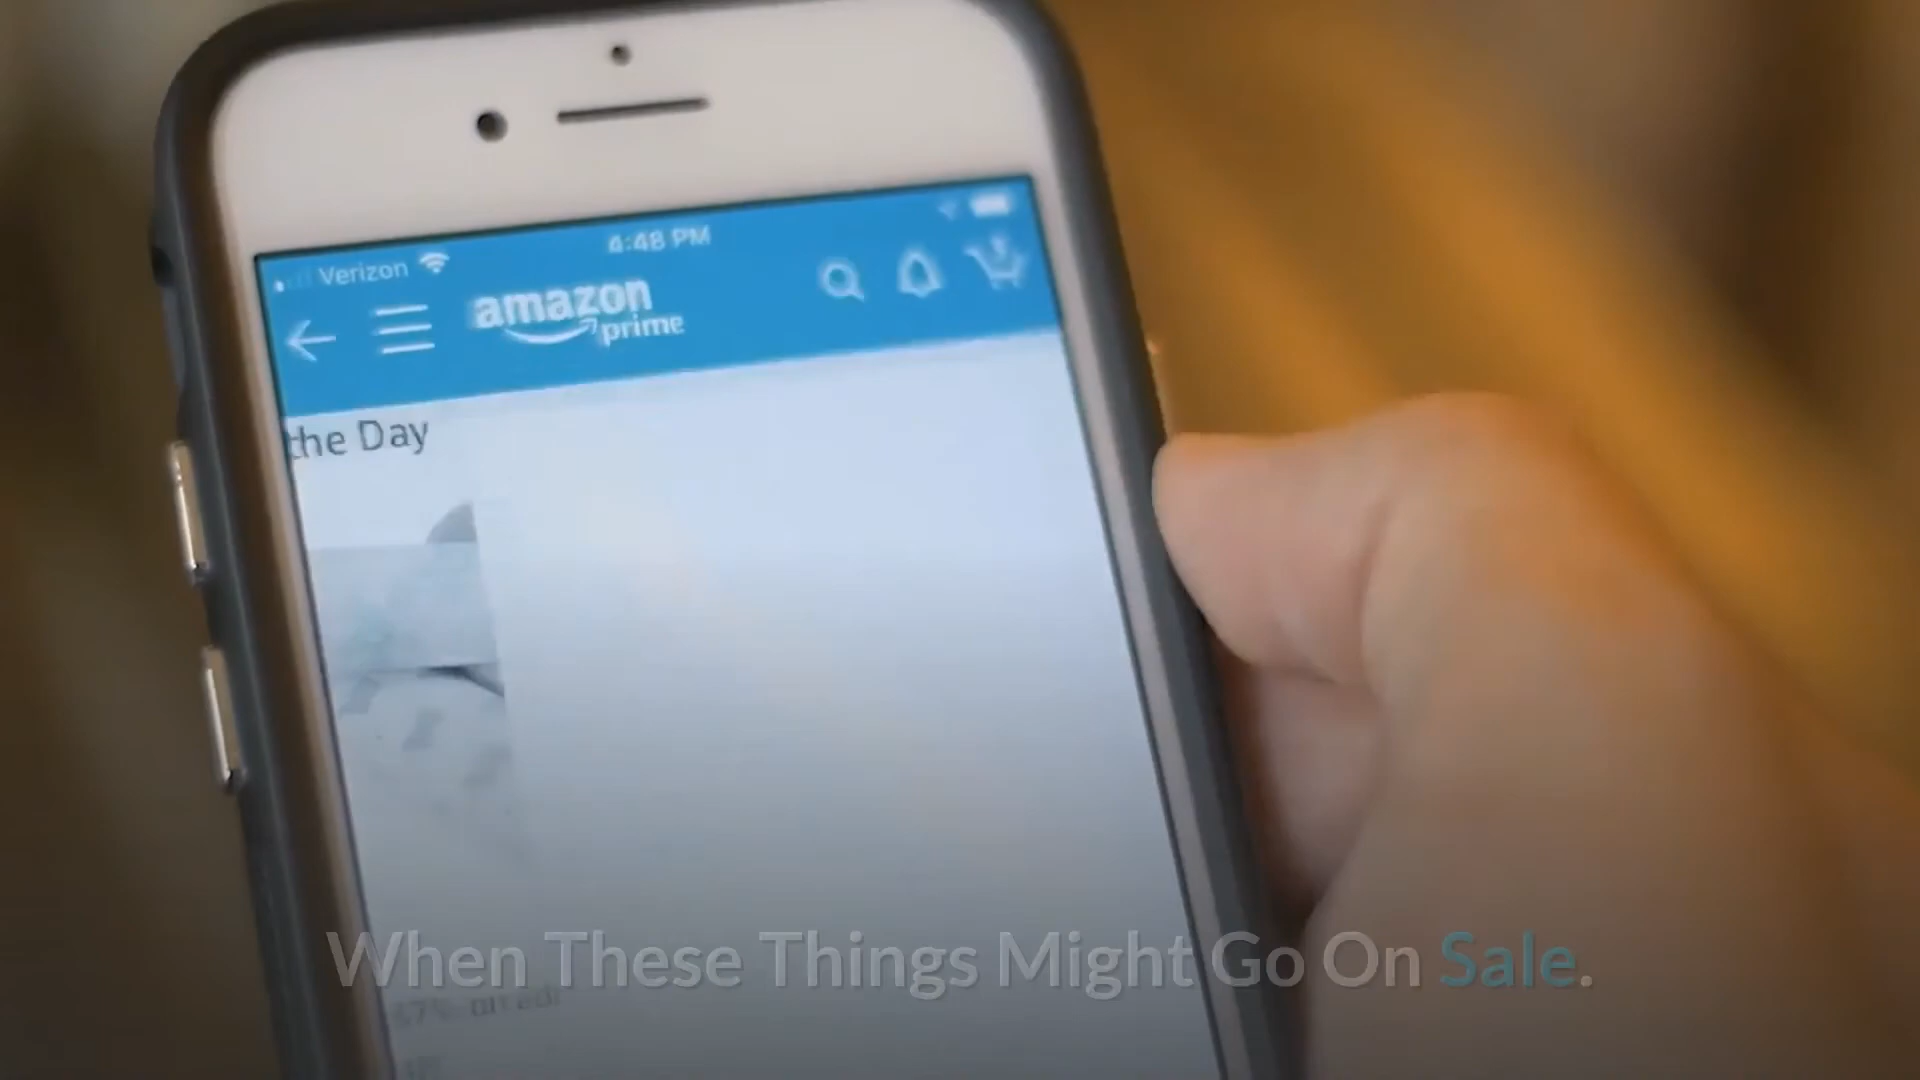 4:48 PM
Verizon
amazon
prime
the Day
When These Things Might Go On Sale.